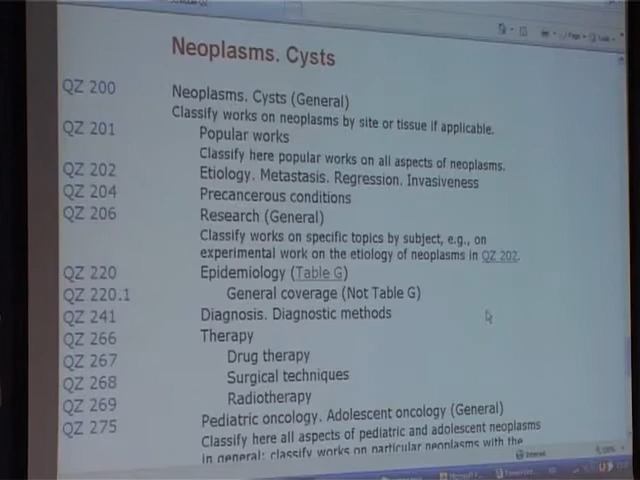 Neoplasms. Cysts
QZ 200 Neoplasms. Cysts (General)
Classify works on neoplasms by site or tissue if applicable.
QZ 201 Popular works
Classify here popular works on all aspects of neoplasms.
QZ 202 Etiology. Metastasis. Regression. Invasiveness
QZ 204 Precancerous conditions
QZ 206 Research (General)
Classify works on specific topics by subject, e.g., on
experimental work on the etiology of neoplasms in QZ 202.
QZ 220 Epidemiology (Table G)
QZ 220.1 General coverage (Not Table G)
QZ 241 Diagnosis. Diagnostic methods
QZ 266 Therapy
QZ 267 Drug therapy
QZ 268 Surgical techniques
QZ 269 Radiotherapy
QZ 275 Pediatric oncology. Adolescent oncology (General)
Classify here all aspects of pediatric and adolescent neoplasms
in general; classify works on particular neoplasms with the
Internet